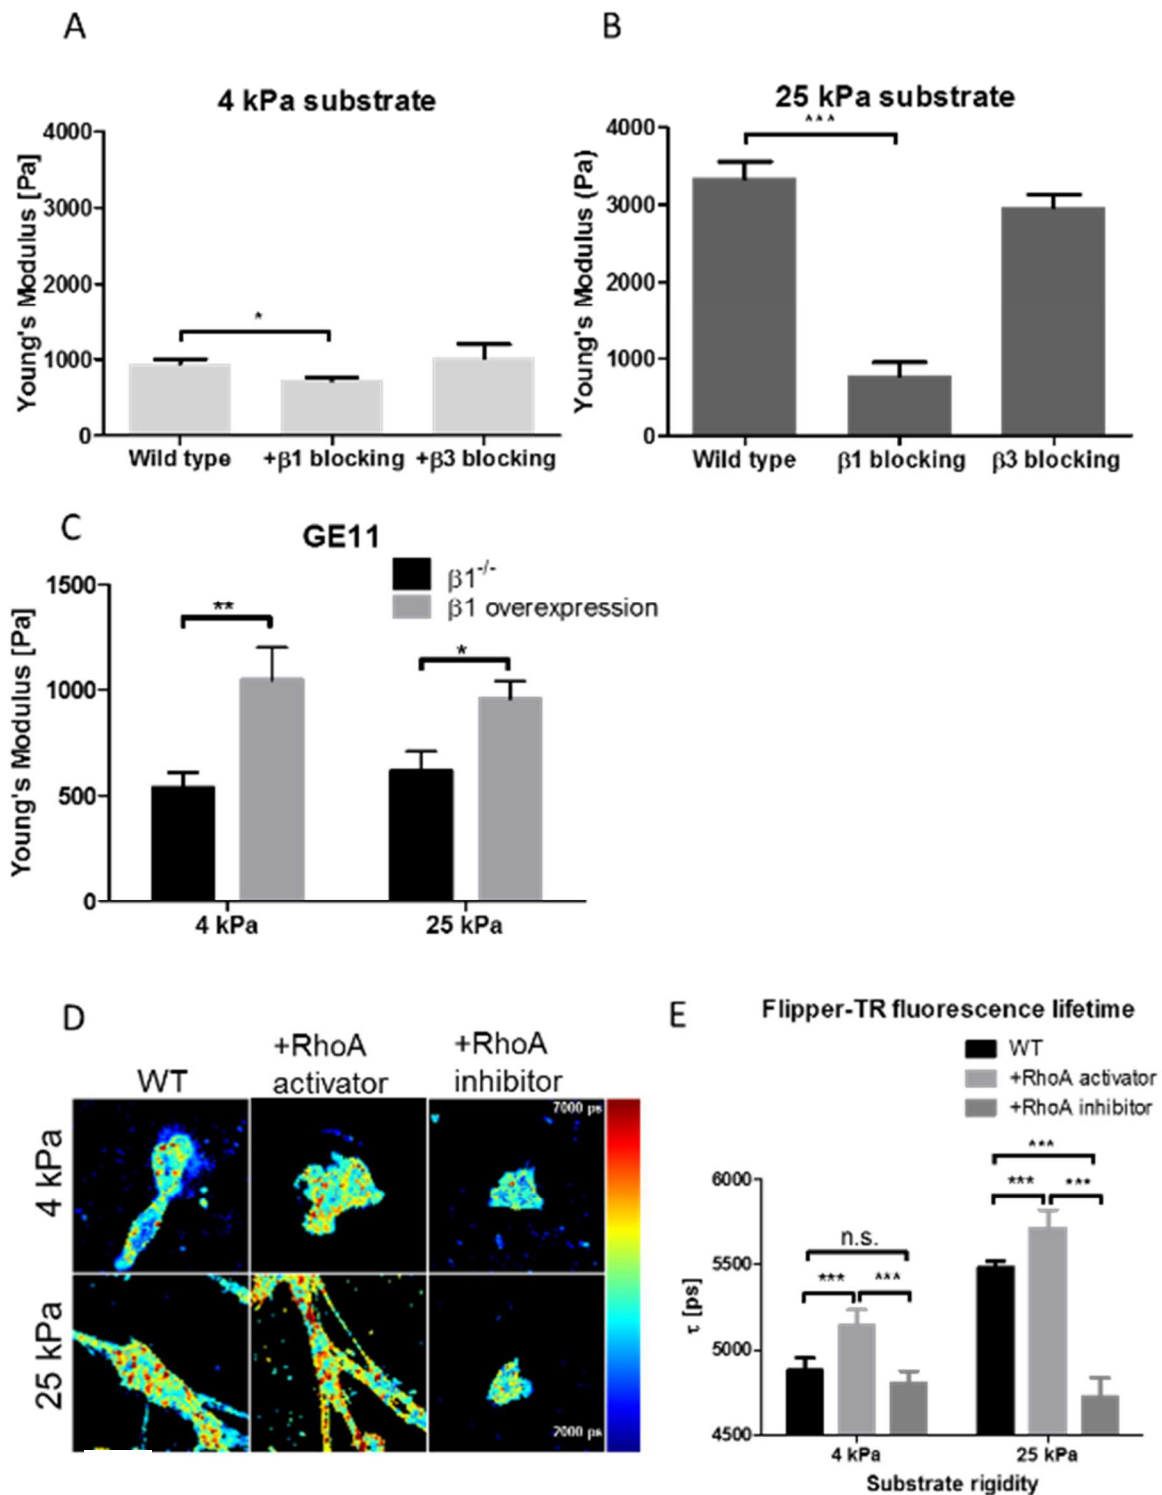 A
4 kPa substrate
Young's Modulus [Pa]
4000
3000
2000
1000
0
*
Wild type
+β1 blocking
+β3 blocking
B
25 kPa substrate
Young's Modulus (Pa)
4000
3000
2000
1000
0
***
Wild type
β1 blocking
β3 blocking
C
GE11
β1-/-
β1 overexpression
Young's Modulus [Pa]
1500
1000
500
0
**
*
4 kPa
25 kPa
D
WT
+RhoA
activator
+RhoA
inhibitor
4 kPa
25 kPa
7000 ps
2000 ps
E
Flipper-TR fluorescence lifetime
WT
+RhoA activator
+RhoA inhibitor
τ [ps]
6000
5500
5000
4500
n.s.
***
***
***
***
***
4 kPa
25 kPa
Substrate rigidity